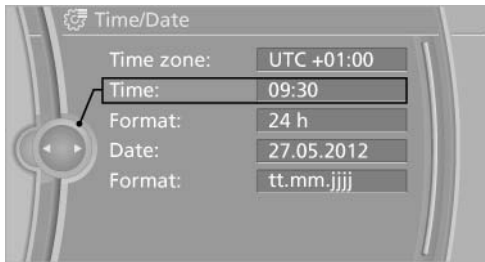 Time/Date
Time zone: UTC +01:00
Time: 09:30
Format: 24 h
Date: 27.05.2012
Format: tt.mm.jjjj